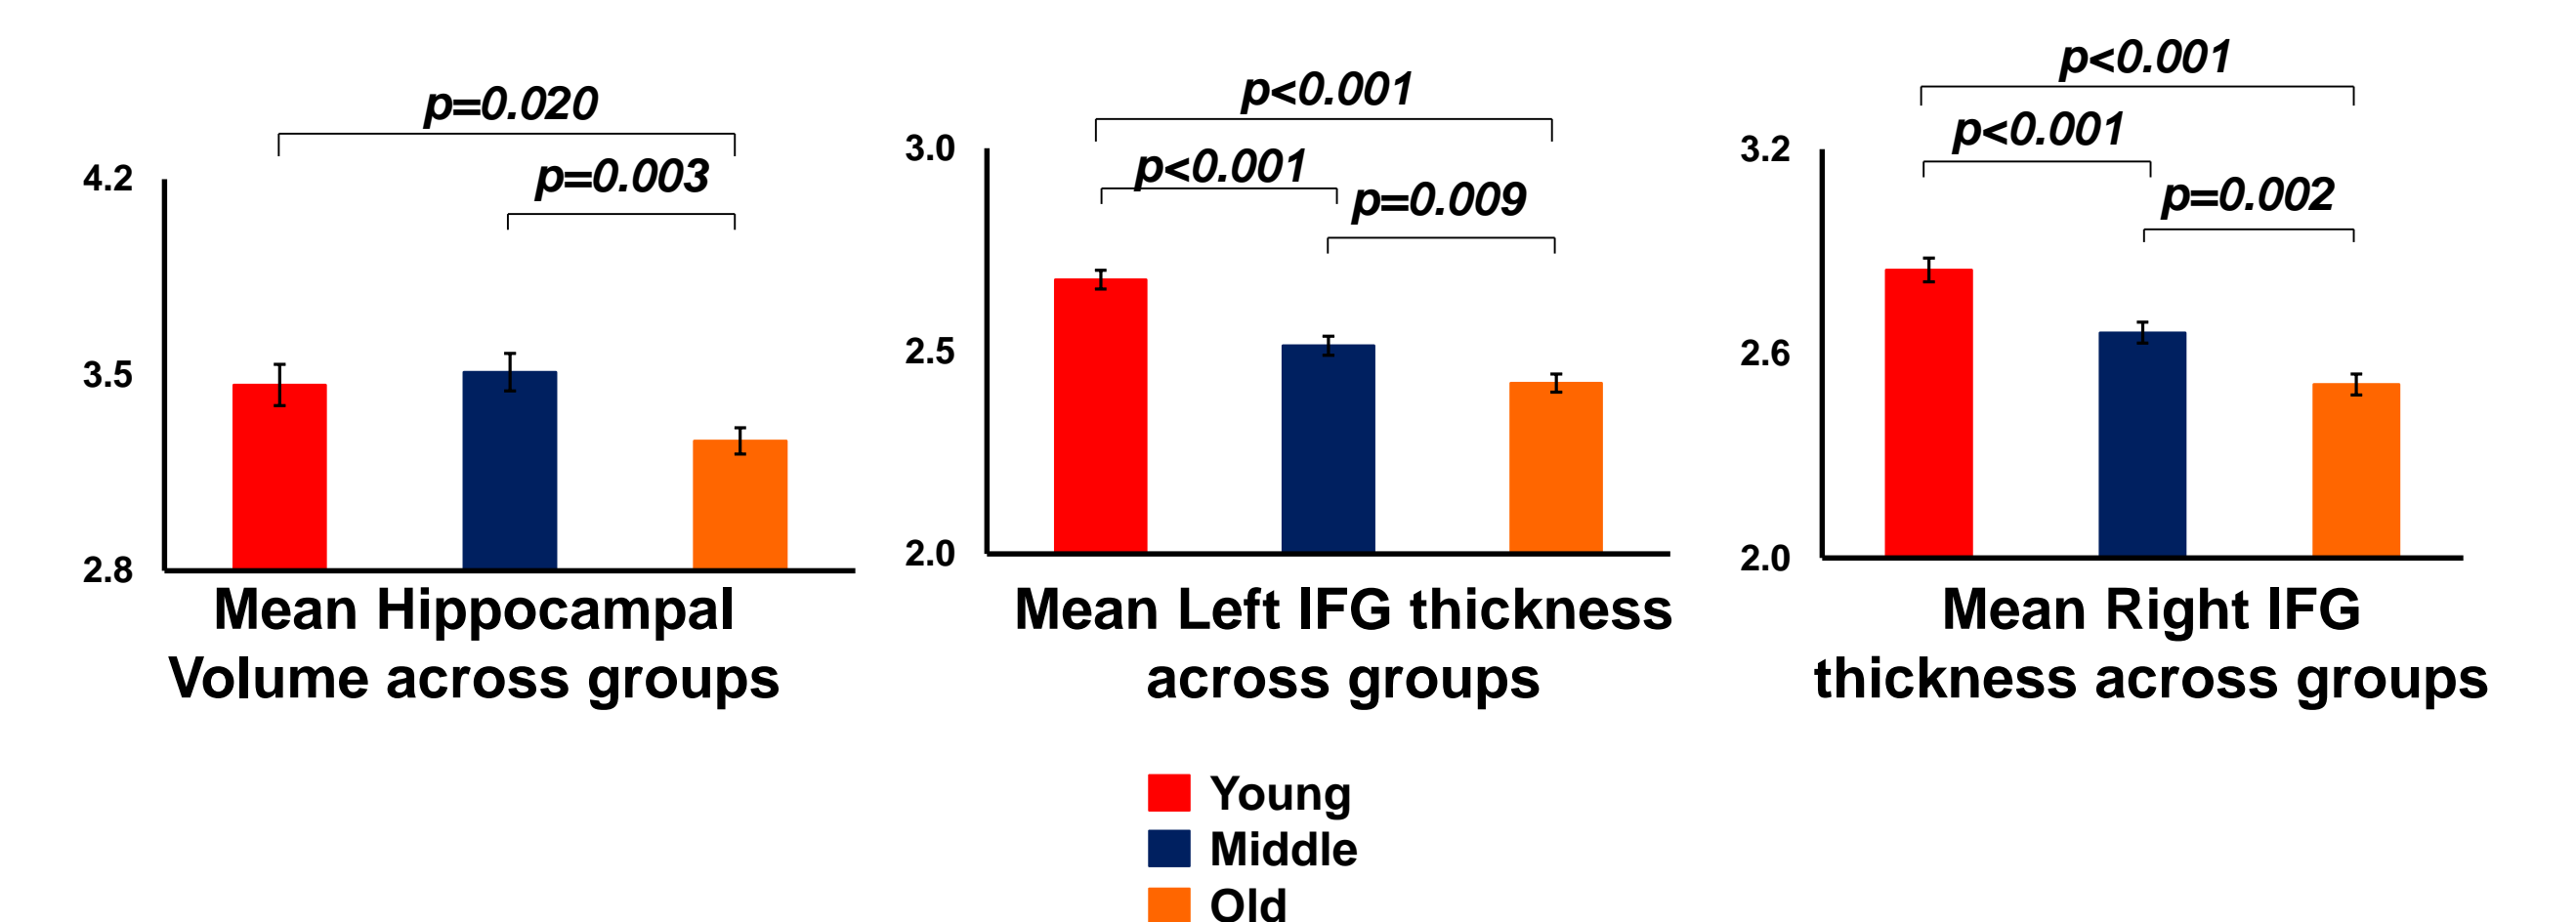 p=0.020
p=0.003
4.2
3.5
2.8
Mean Hippocampal
Volume across groups
p<0.001
p<0.001
p=0.009
3.0
2.5
2.0
Mean Left IFG thickness
across groups
p<0.001
p<0.001
p=0.002
3.2
2.6
2.0
Mean Right IFG
thickness across groups
Young
Middle
Old